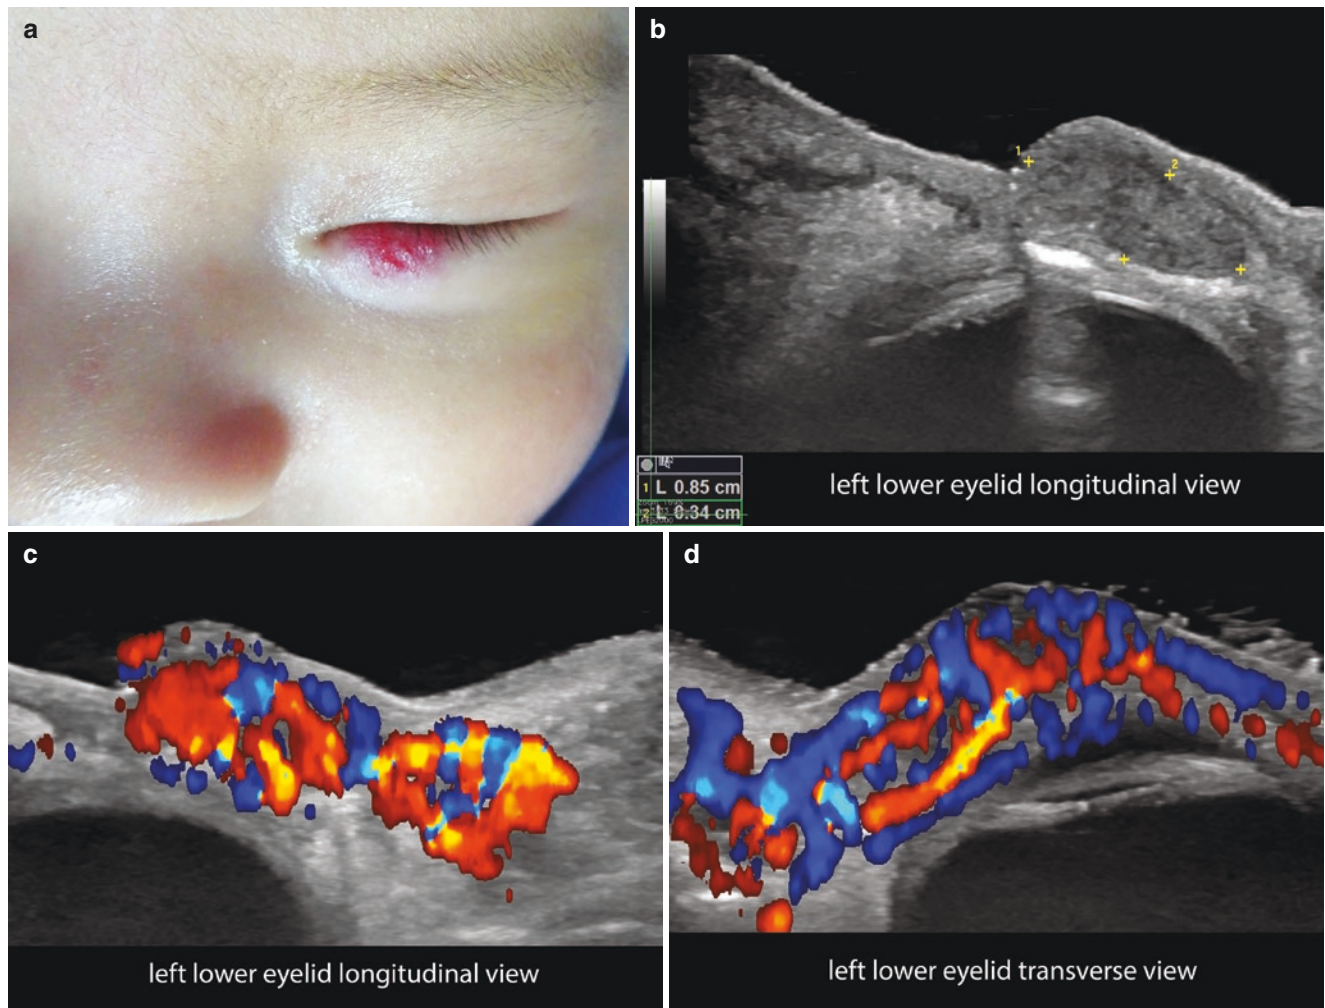 a
b
1
2
1 L 0.85 cm
2 L 0.34 cm
left lower eyelid longitudinal view
c
left lower eyelid longitudinal view
d
left lower eyelid transverse view